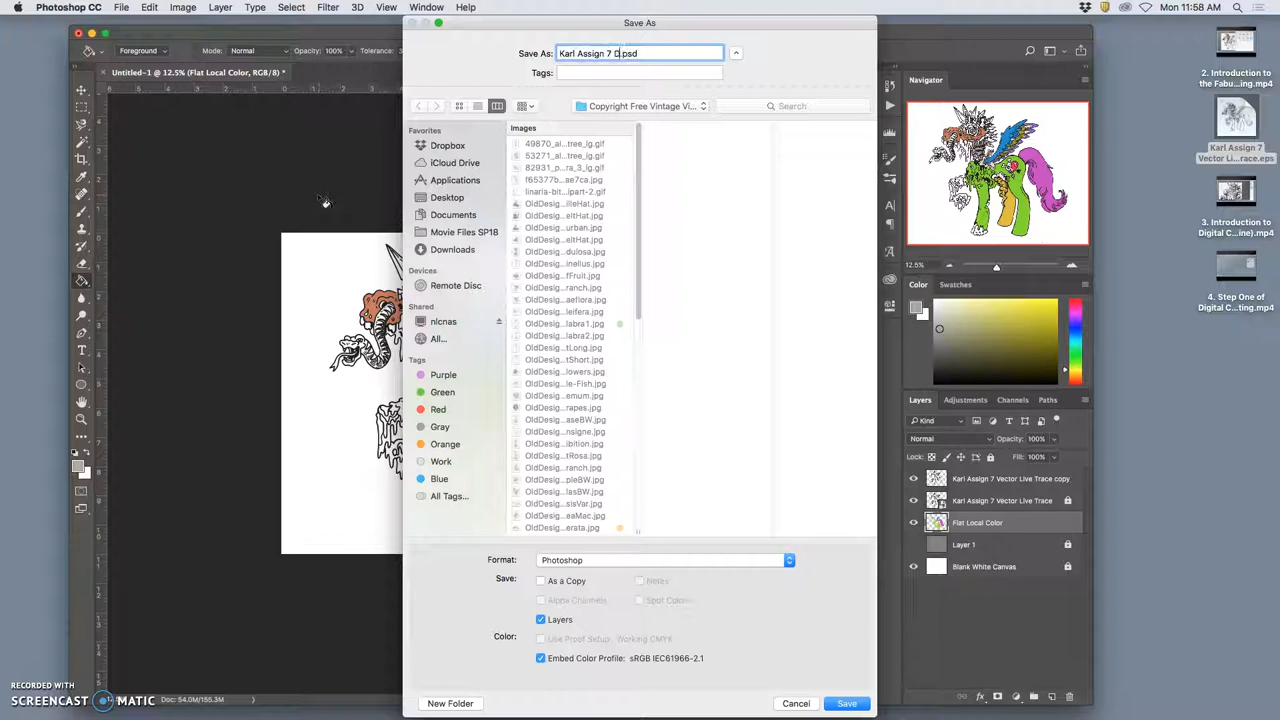 Photoshop CC File Edit Image Layer Type Select Filter 3D View Window Help
Mon 11:58 AM
Save As
Foreground Mode: Normal Opacity: 100% Tolerance:
Save As: Karl Assign 7 D.psd
Tags:
Untitled-1 @ 12.5% (Flat Local Color, RGB/8) *
Copyright Free Vintage Vi...
Search
Favorites
Dropbox
iCloud Drive
Applications
Desktop
Documents
Movie Files SP18
Downloads
Devices
Remote Disc
Shared
nlcnas
All...
Tags
Purple
Green
Red
Gray
Orange
Work
Blue
All Tags...
Images
49870_al...tree_lg.gif
53271_al...tree_lg.gif
82931_p...ra_3_lg.gif
f65377b...ae7ca.jpg
linaria-bit...ipart-2.gif
OldDesig...illeHat.jpg
OldDesig...eltHat.jpg
OldDesig...urban.jpg
OldDesig...eltHat.jpg
OldDesig...dulosa.jpg
OldDesig...inelius.jpg
OldDesig...fFruit.jpg
OldDesig...ranch.jpg
OldDesig...aeflora.jpg
OldDesig...leifera.jpg
OldDesig...labra1.jpg
OldDesig...labra2.jpg
OldDesig...tLong.jpg
OldDesig...tShort.jpg
OldDesig...lowers.jpg
OldDesig...le-Fish.jpg
OldDesig...emum.jpg
OldDesig...rapes.jpg
OldDesig...aseBW.jpg
OldDesig...nsigne.jpg
OldDesig...ibition.jpg
OldDesig...tRosa.jpg
OldDesig...ranch.jpg
OldDesig...pleBW.jpg
OldDesig...lasBW.jpg
OldDesig...sisVar.jpg
OldDesig...eaMac.jpg
OldDesig...erata.jpg
Format: Photoshop
Save: As a Copy Notes
Alpha Channels Spot Colors
Layers
Color: Use Proof Setup: Working CMYK
Embed Color Profile: sRGB IEC61966-2.1
New Folder Cancel Save
Navigator
12.5%
Color Swatches
Layers Adjustments Channels Paths
Kind
Normal Opacity: 100%
Lock: Fill: 100%
Karl Assign 7 Vector Live Trace copy
Karl Assign 7 Vector Live Trace
Flat Local Color
Layer 1
Blank White Canvas
2. Introduction
to the
Fabu...ing.mp4
Karl Assign 7
Vector Li...race.eps
3. Introduction to
Digital C...ine).mp4
4. Step One of
Digital C...ting.mp4
Doc: 54.0M/155.3M
RECORDED WITH
SCREENCAST MATIC